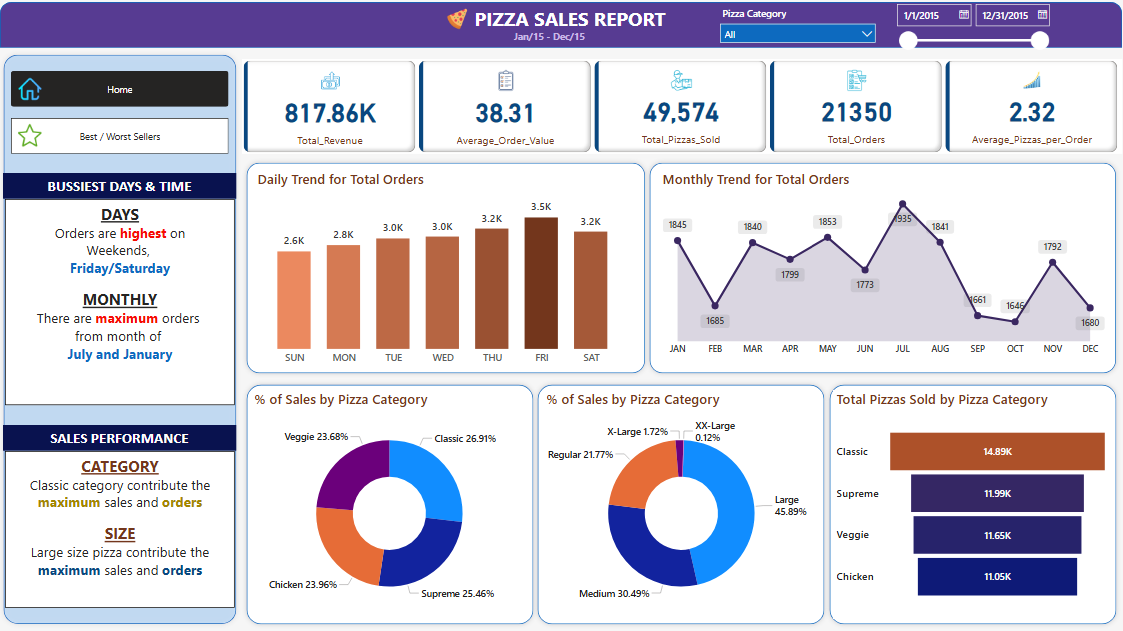 PIZZA SALES REPORT
Jan/15 - Dec/15
Pizza Category
All
1/1/2015
12/31/2015
Home
Best / Worst Sellers
BUSSIEST DAYS & TIME
DAYS
Orders are highest on
Weekends,
Friday/Saturday
MONTHLY
There are maximum orders
from month of
July and January
SALES PERFORMANCE
CATEGORY
Classic category contribute the
maximum sales and orders
SIZE
Large size pizza contribute the
maximum sales and orders
817.86K
Total_Revenue
38.31
Average_Order_Value
49,574
Total_Pizzas_Sold
21350
Total_Orders
2.32
Average_Pizzas_per_Order
Daily Trend for Total Orders
2.6K
2.8K
3.0K
3.0K
3.2K
3.5K
3.2K
SUN
MON
TUE
WED
THU
FRI
SAT
Monthly Trend for Total Orders
1845
1685
1840
1799
1853
1773
1935
1841
1661
1646
1792
1680
JAN
FEB
MAR
APR
MAY
JUN
JUL
AUG
SEP
OCT
NOV
DEC
% of Sales by Pizza Category
Veggie 23.68%
Classic 26.91%
Chicken 23.96%
Supreme 25.46%
% of Sales by Pizza Category
X-Large 1.72%
XX-Large
0.12%
Regular 21.77%
Large
45.89%
Medium 30.49%
Total Pizzas Sold by Pizza Category
Classic
14.89K
Supreme
11.99K
Veggie
11.65K
Chicken
11.05K